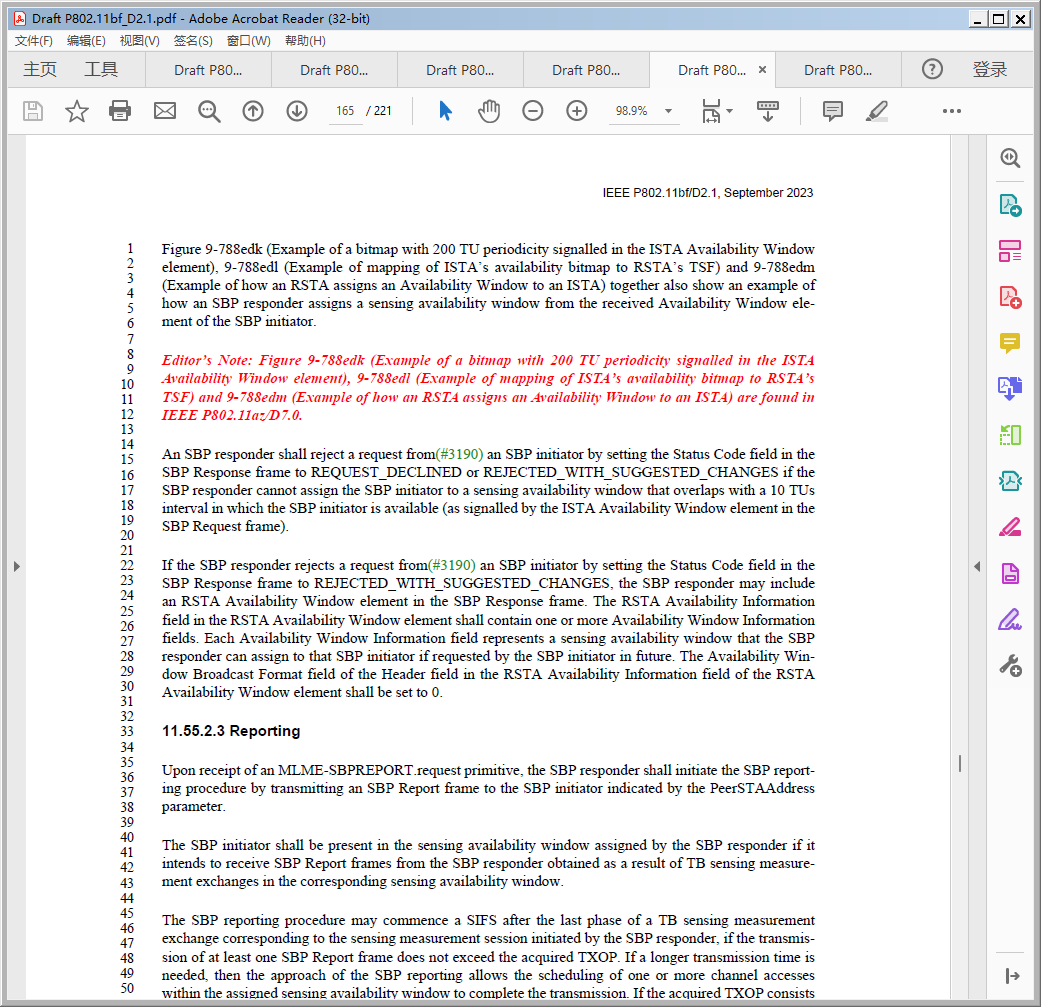 Draft P802.11bf_D2.1.pdf - Adobe Acrobat Reader (32-bit)
文件(F) 编辑(E) 视图(V) 签名(S) 窗口(W) 帮助(H)
主页 工具 Draft P80... Draft P80... Draft P80... Draft P80... Draft P80... × Draft P80... ? 登录
165 / 221 98.9%
IEEE P802.11bf/D2.1, September 2023
1
2
3
4
5
6
7
8
9
10
11
12
13
14
15
16
17
18
19
20
21
22
23
24
25
26
27
28
29
30
31
32
33
34
35
36
37
38
39
40
41
42
43
44
45
46
47
48
49
50
Figure 9-788edk (Example of a bitmap with 200 TU periodicity signalled in the ISTA Availability Window
element), 9-788edl (Example of mapping of ISTA's availability bitmap to RSTA's TSF) and 9-788edm
(Example of how an RSTA assigns an Availability Window to an ISTA) together also show an example of
how an SBP responder assigns a sensing availability window from the received Availability Window ele-
ment of the SBP initiator.
Editor's Note: Figure 9-788edk (Example of a bitmap with 200 TU periodicity signalled in the ISTA
Availability Window element), 9-788edl (Example of mapping of ISTA's availability bitmap to RSTA's
TSF) and 9-788edm (Example of how an RSTA assigns an Availability Window to an ISTA) are found in
IEEE P802.11az/D7.0.
An SBP responder shall reject a request from(#3190) an SBP initiator by setting the Status Code field in the
SBP Response frame to REQUEST_DECLINED or REJECTED_WITH_SUGGESTED_CHANGES if the
SBP responder cannot assign the SBP initiator to a sensing availability window that overlaps with a 10 TUs
interval in which the SBP initiator is available (as signalled by the ISTA Availability Window element in the
SBP Request frame).
If the SBP responder rejects a request from(#3190) an SBP initiator by setting the Status Code field in the
SBP Response frame to REJECTED_WITH_SUGGESTED_CHANGES, the SBP responder may include
an RSTA Availability Window element in the SBP Response frame. The RSTA Availability Information
field in the RSTA Availability Window element shall contain one or more Availability Window Information
fields. Each Availability Window Information field represents a sensing availability window that the SBP
responder can assign to that SBP initiator if requested by the SBP initiator in future. The Availability Win-
dow Broadcast Format field of the Header field in the RSTA Availability Information field of the RSTA
Availability Window element shall be set to 0.
11.55.2.3 Reporting
Upon receipt of an MLME-SBPREPORT.request primitive, the SBP responder shall initiate the SBP report-
ing procedure by transmitting an SBP Report frame to the SBP initiator indicated by the PeerSTAAddress
parameter.
The SBP initiator shall be present in the sensing availability window assigned by the SBP responder if it
intends to receive SBP Report frames from the SBP responder obtained as a result of TB sensing measure-
ment exchanges in the corresponding sensing availability window.
The SBP reporting procedure may commence a SIFS after the last phase of a TB sensing measurement
exchange corresponding to the sensing measurement session initiated by the SBP responder, if the transmis-
sion of at least one SBP Report frame does not exceed the acquired TXOP. If a longer transmission time is
needed, then the approach of the SBP reporting allows the scheduling of one or more channel accesses
within the assigned sensing availability window to complete the transmission. If the acquired TXOP consists